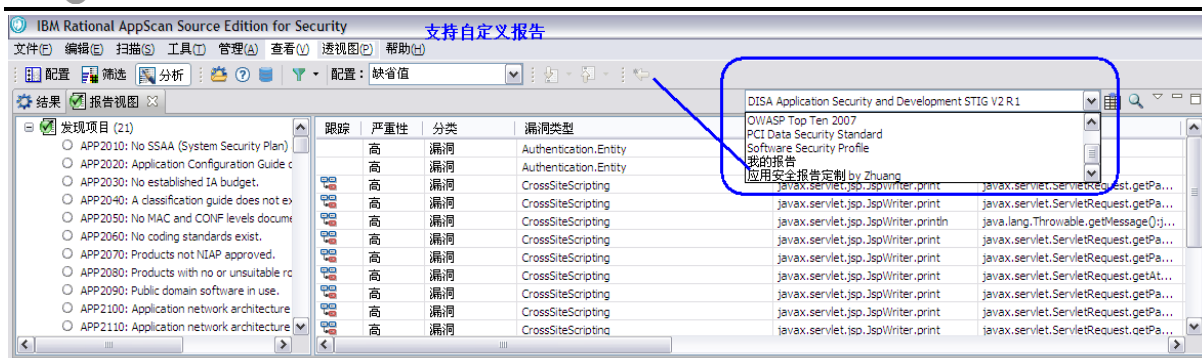 IBM Rational AppScan Source Edition for Security
支持自定义报告
文件(F) 编辑(E) 扫描(S) 工具(T) 管理(A) 查看(V) 透视图(P) 帮助(H)
配置 筛选 分析 配置: 缺省值
结果 报告视图
DISA Application Security and Development STIG V2 R1
OWASP Top Ten 2007
PCI Data Security Standard
Software Security Profile
我的报告
应用安全报告定制 by Zhuang
发现项目 (21)
APP2010: No SSAA (System Security Plan)
APP2020: Application Configuration Guide c
APP2030: No established IA budget.
APP2040: A classification guide does not ex
APP2050: No MAC and CONF levels docume
APP2060: No coding standards exist.
APP2070: Products not NIAP approved.
APP2080: Products with no or unsuitable ro
APP2090: Public domain software in use.
APP2100: Application network architecture
APP2110: Application network architecture
跟踪 严重性 分类 漏洞类型
高 漏洞 Authentication.Entity
高 漏洞 Authentication.Entity
高 漏洞 CrossSiteScripting javax.servlet.jsp.JspWriter.print javax.servlet.ServletRequest.getPa...
高 漏洞 CrossSiteScripting javax.servlet.jsp.JspWriter.print javax.servlet.ServletRequest.getPa...
高 漏洞 CrossSiteScripting javax.servlet.jsp.JspWriter.println java.lang.Throwable.getMessage():j...
高 漏洞 CrossSiteScripting javax.servlet.jsp.JspWriter.print javax.servlet.ServletRequest.getPa...
高 漏洞 CrossSiteScripting javax.servlet.jsp.JspWriter.print javax.servlet.ServletRequest.getPa...
高 漏洞 CrossSiteScripting javax.servlet.jsp.JspWriter.print javax.servlet.ServletRequest.getAt...
高 漏洞 CrossSiteScripting javax.servlet.jsp.JspWriter.print javax.servlet.ServletRequest.getPa...
高 漏洞 CrossSiteScripting javax.servlet.jsp.JspWriter.print javax.servlet.ServletRequest.getPa...
高 漏洞 CrossSiteScripting javax.servlet.jsp.JspWriter.print javax.servlet.ServletRequest.getPa...